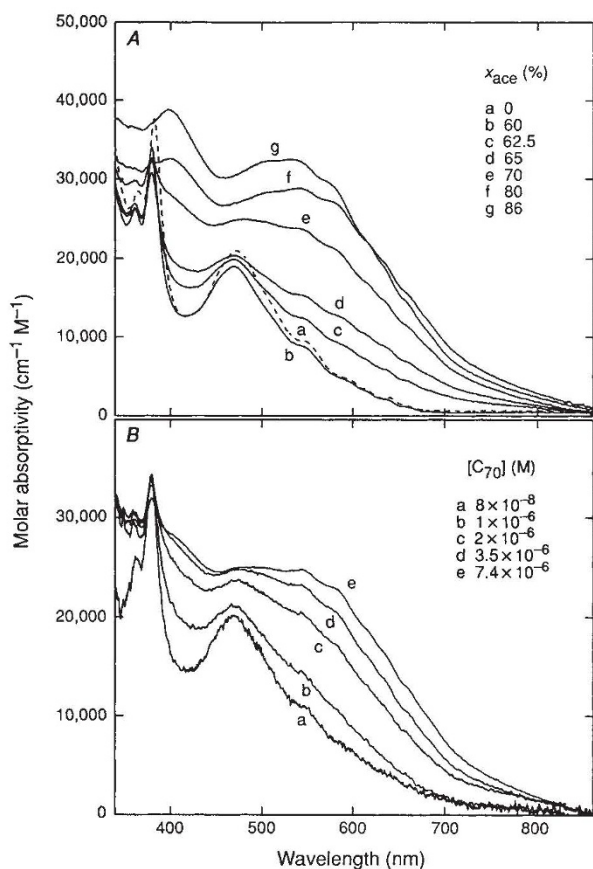 50,000
A
40,000
30,000
20,000
10,000
0
x_ace (%)
a 0
b 60
c 62.5
d 65
e 70
f 80
g 86
g
f
e
d
c
a
b
B
30,000
20,000
10,000
0
[C₇₀] (M)
a 8×10⁻⁸
b 1×10⁻⁶
c 2×10⁻⁶
d 3.5×10⁻⁶
e 7.4×10⁻⁶
e
d
c
b
a
400 500 600 700 800
Wavelength (nm)
Molar absorptivity (cm⁻¹ M⁻¹)